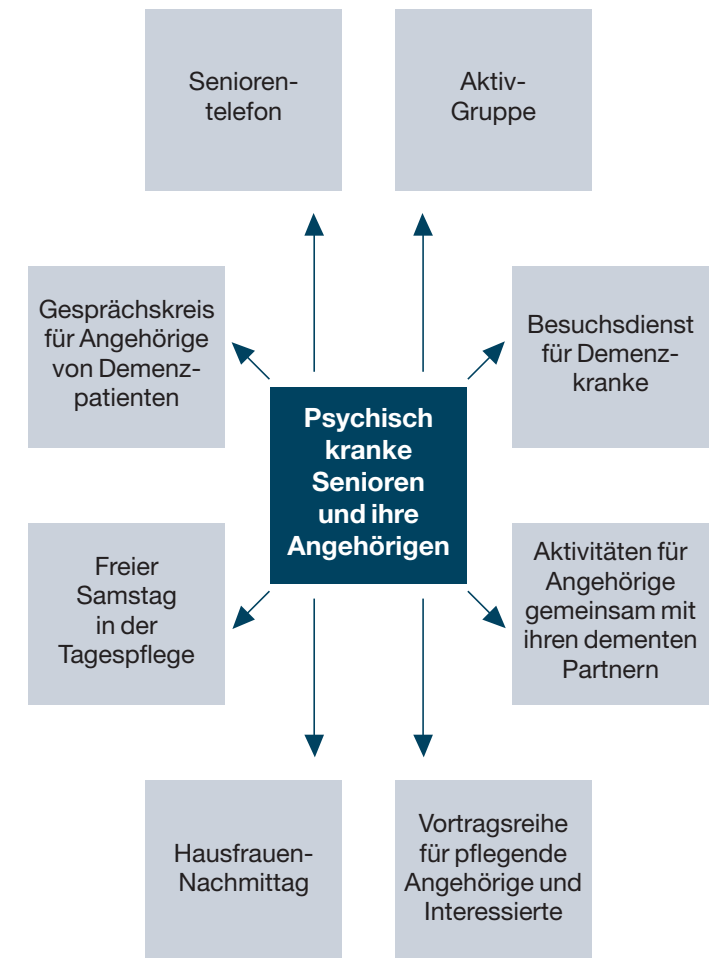 Senioren-
telefon
Aktiv-
Gruppe
Gesprächskreis
für Angehörige
von Demenz-
patienten
Besuchsdienst
für Demenz-
kranke
Psychisch
kranke
Senioren
und ihre
Angehörigen
Freier
Samstag
in der
Tagespflege
Aktivitäten für
Angehörige
gemeinsam mit
ihren dementen
Partnern
Hausfrauen-
Nachmittag
Vortragsreihe
für pflegende
Angehörige und
Interessierte